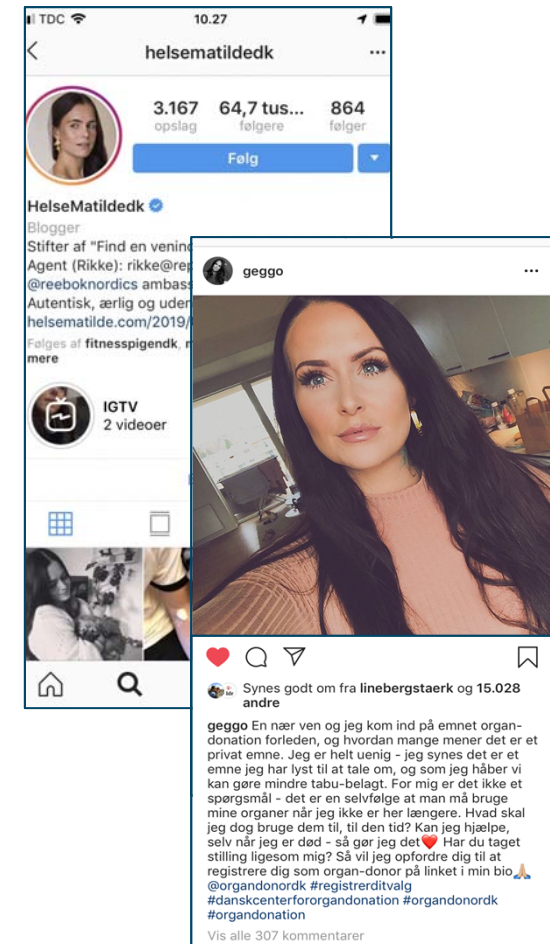 TDC
10.27
helsematildedk
3.167 64,7 tus... 864
opslag følgere følger
Følg
HelseMatildedk
Blogger
Stifter af "Find en venind
Agent (Rikke): rikke@rep
@reeboknordics ambass
Autentisk, ærlig og uden
helsematilde.com/2019/
Følges af fitnesspigendk,
mere
IGTV
2 videoer
geggo
Synes godt om fra linebergstaerk og 15.028
andre
geggo En nær ven og jeg kom ind på emnet organ-
donation forleden, og hvordan mange mener det er et
privat emne. Jeg er helt uenig - jeg synes det er et
emne jeg har lyst til at tale om, og som jeg håber vi
kan gøre mindre tabu-belagt. For mig er det ikke et
spørgsmål - det er en selvfølge at man må bruge
mine organer når jeg ikke er her længere. Hvad skal
jeg dog bruge dem til, til den tid? Kan jeg hjælpe,
selv når jeg er død - så gør jeg det❤️ Har du taget
stilling ligesom mig? Så vil jeg opfordre dig til at
registrere dig som organ-donor på linket i min bio🙏🏼
@organdonordk #registrerditvalg
#danskcenterfororgandonation #organdonordk
#organdonation
Vis alle 307 kommentarer